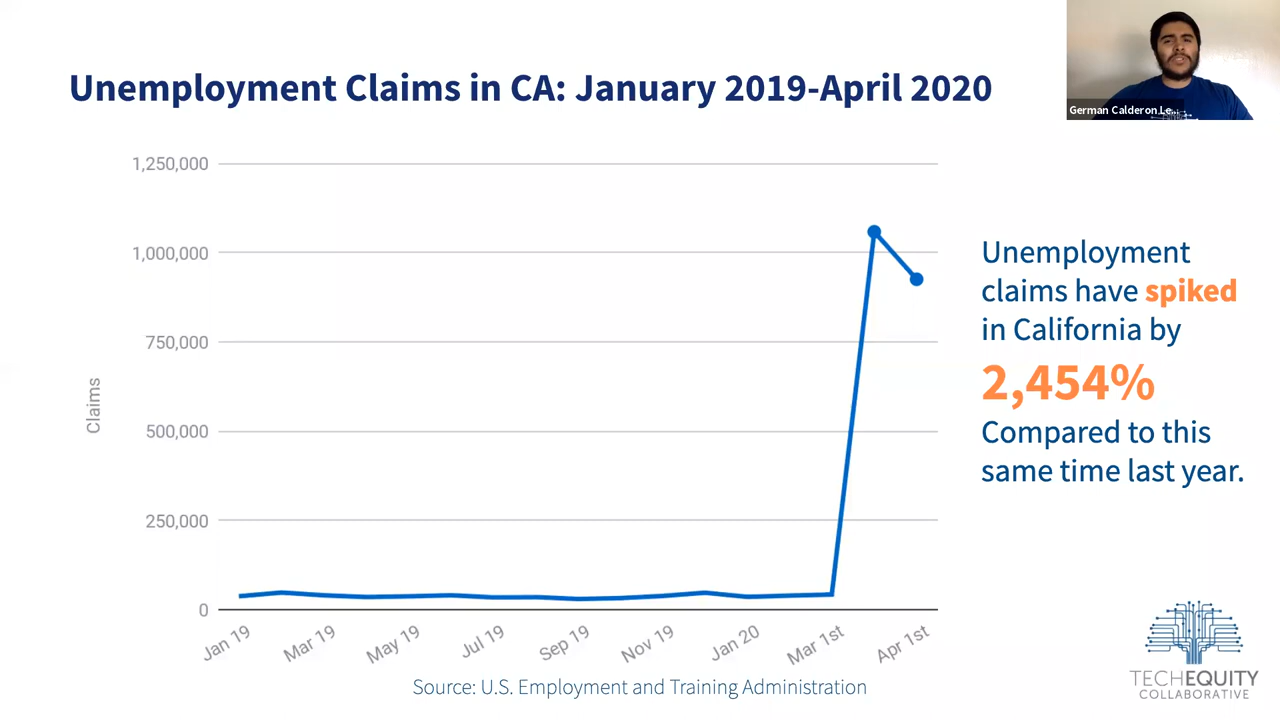 Unemployment Claims in CA: January 2019-April 2020
German Calderon Le...
1,250,000
1,000,000
750,000
500,000
250,000
0
Claims
Jan 19
Mar 19
May 19
Jul 19
Sep 19
Nov 19
Jan 20
Mar 1st
Apr 1st
Unemployment
claims have spiked
in California by
2,454%
Compared to this
same time last year.
Source: U.S. Employment and Training Administration
TECHEQUITY
COLLABORATIVE